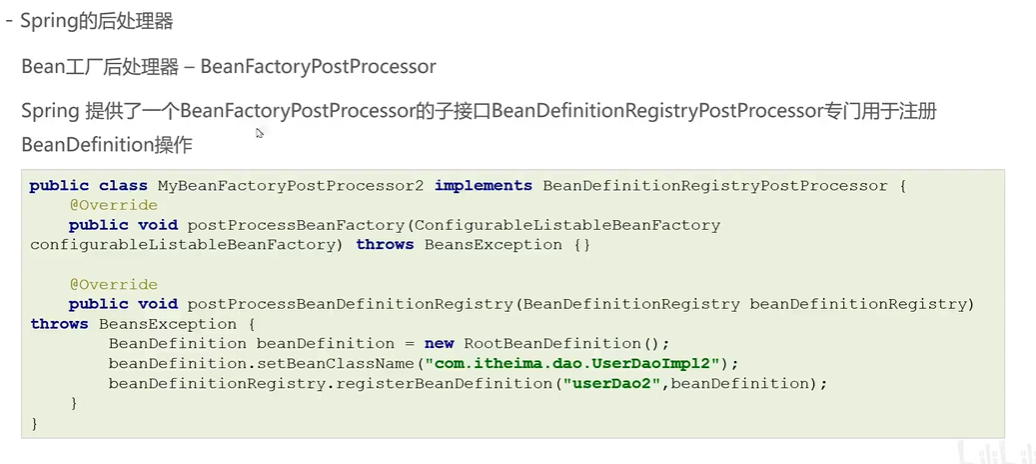 - Spring的后处理器
Bean工厂后处理器 – BeanFactoryPostProcessor
Spring 提供了一个BeanFactoryPostProcessor的子接口BeanDefinitionRegistryPostProcessor专门用于注册
BeanDefinition操作
public class MyBeanFactoryPostProcessor2 implements BeanDefinitionRegistryPostProcessor {
@Override
public void postProcessBeanFactory(ConfigurableListableBeanFactory
configurableListableBeanFactory) throws BeansException {}
@Override
public void postProcessBeanDefinitionRegistry(BeanDefinitionRegistry beanDefinitionRegistry)
throws BeansException {
BeanDefinition beanDefinition = new RootBeanDefinition();
beanDefinition.setBeanClassName("com.itheima.dao.UserDaoImpl2");
beanDefinitionRegistry.registerBeanDefinition("userDao2",beanDefinition);
}
}